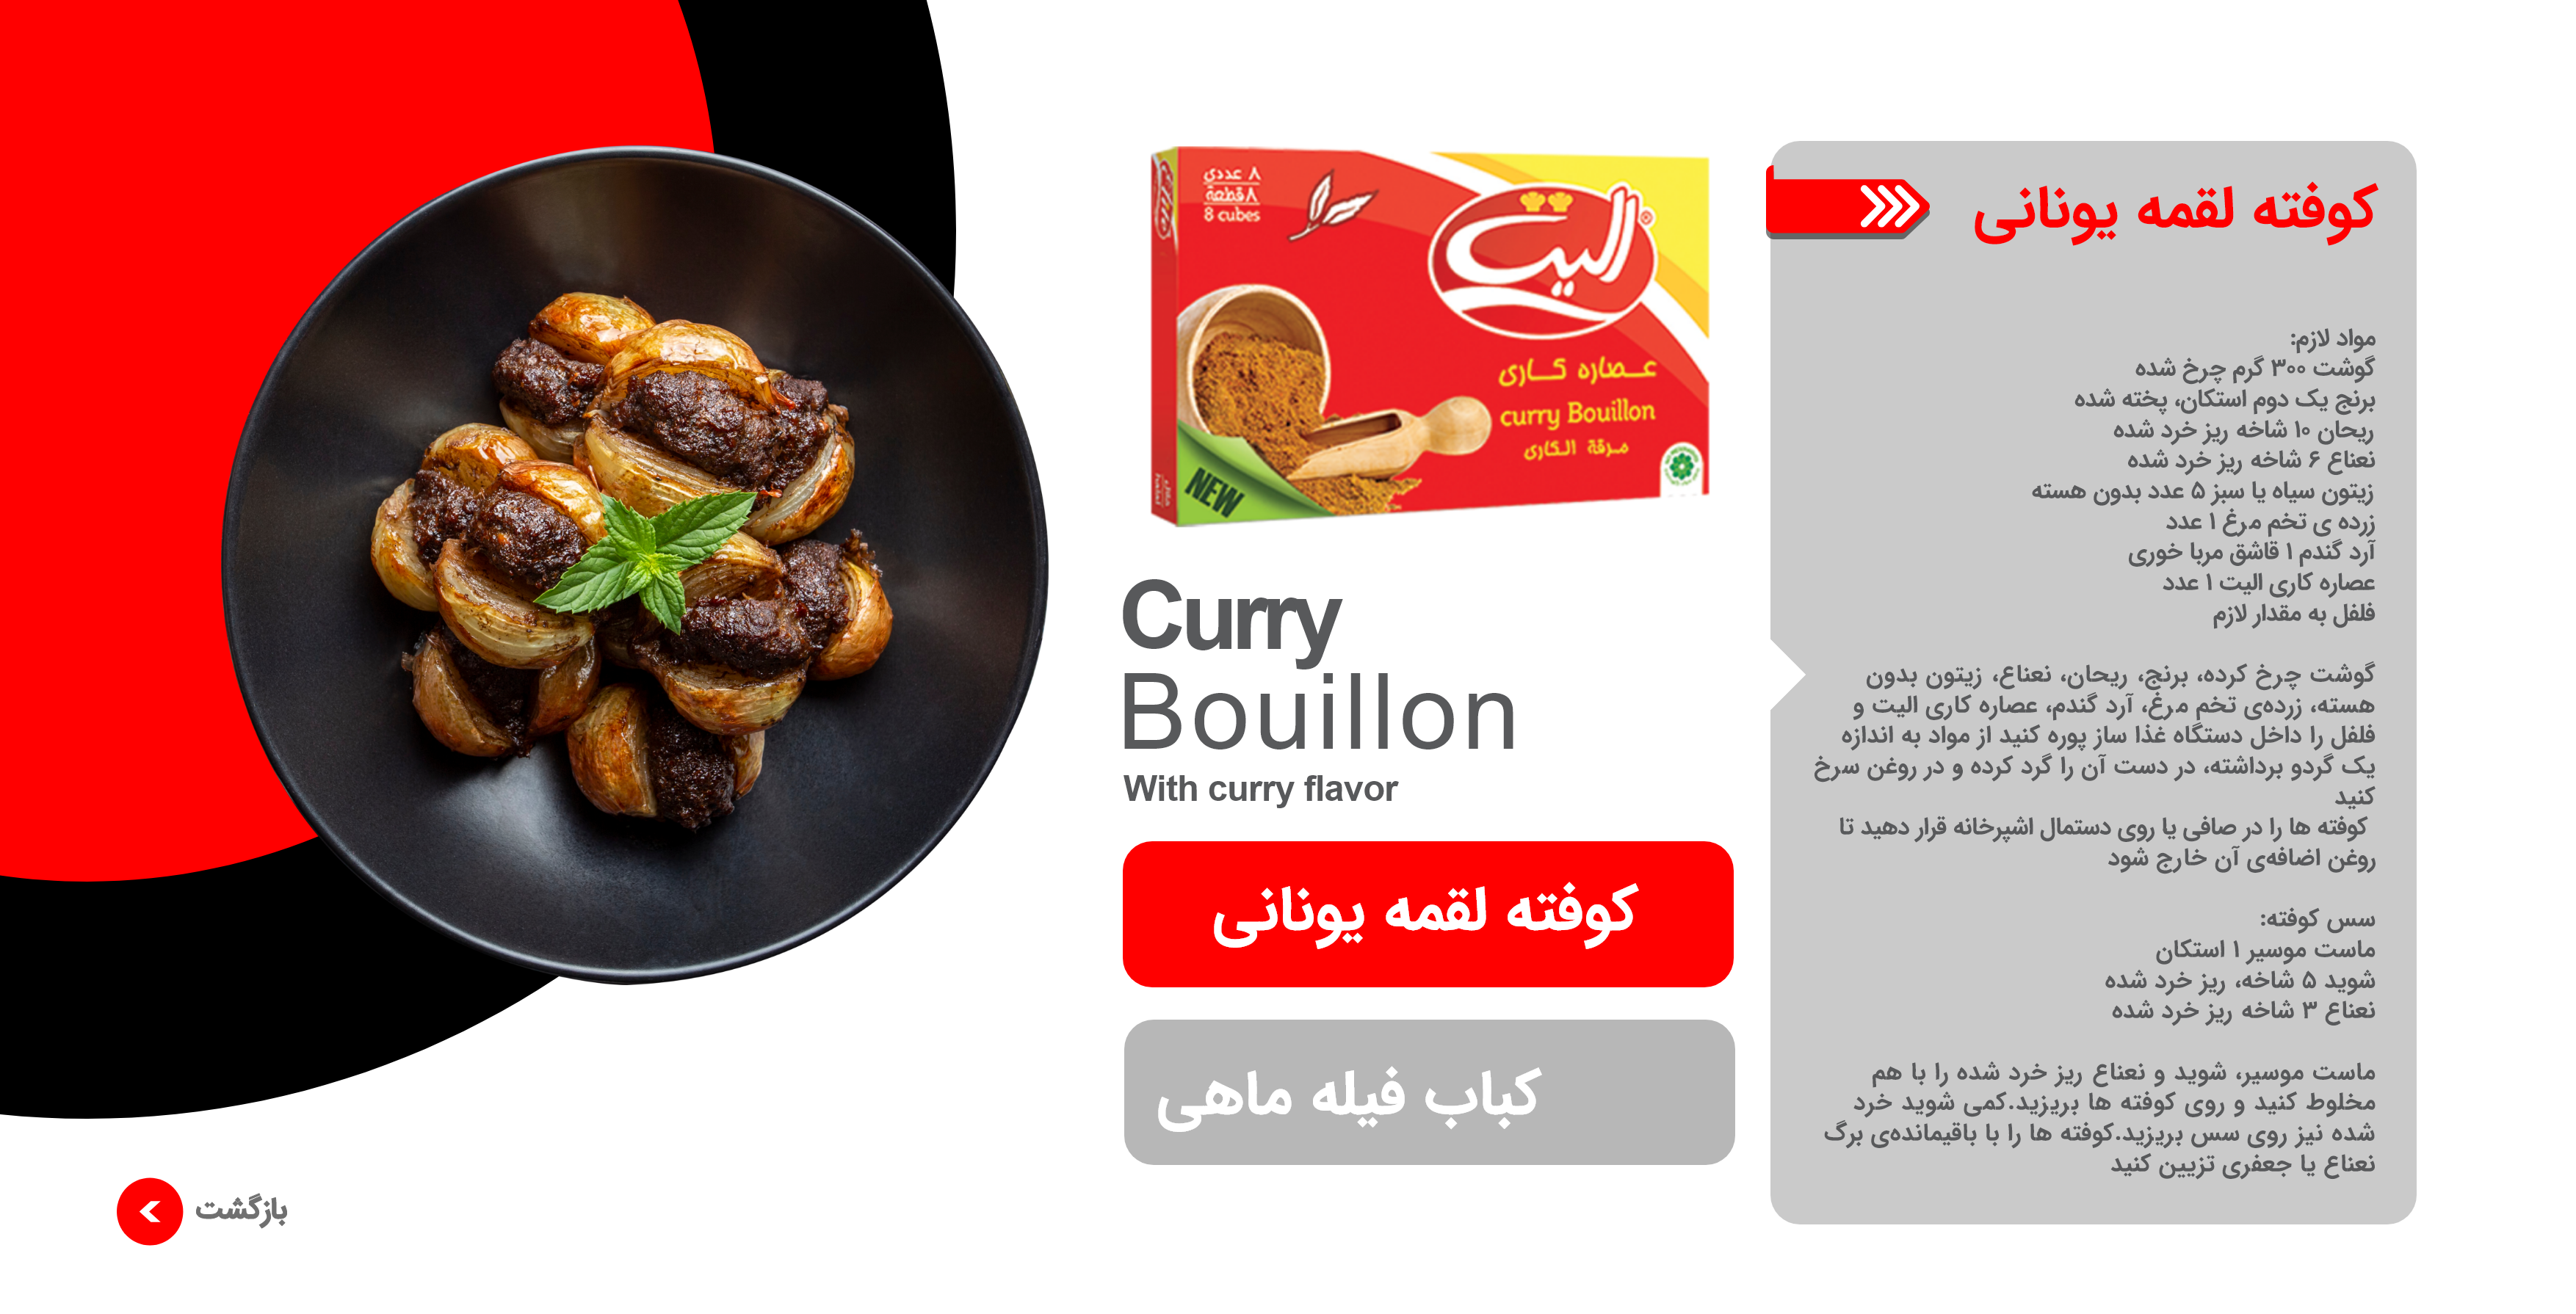 ۸ عددي
۸ قطعة
8 cubes
الیت
عصاره کاری
curry Bouillon
مرقة الكاري
NEW
Curry
Bouillon
With curry flavor
کوفته لقمه یونانی
کباب فیله ماهی
کوفته لقمه یونانی
مواد لازم:
گوشت ۳۰۰ گرم چرخ شده
برنج یک دوم استکان، پخته شده
ریحان ۱۰ شاخه ریز خرد شده
نعناع ۶ شاخه ریز خرد شده
زیتون سیاه یا سبز ۵ عدد بدون هسته
زرده ی تخم مرغ ۱ عدد
آرد گندم ۱ قاشق مربا خوری
عصاره کاری الیت ۱ عدد
فلفل به مقدار لازم
گوشت چرخ کرده، برنج، ریحان، نعناع، زیتون بدون
هسته، زرده‌ی تخم مرغ، آرد گندم، عصاره کاری الیت و
فلفل را داخل دستگاه غذا ساز پوره کنید از مواد به اندازه
یک گردو برداشته، در دست آن را گرد کرده و در روغن سرخ
کنید
کوفته ها را در صافی یا روی دستمال اشپرخانه قرار دهید تا
روغن اضافه‌ی آن خارج شود
سس کوفته:
ماست موسیر ۱ استکان
شوید ۵ شاخه، ریز خرد شده
نعناع ۳ شاخه ریز خرد شده
ماست موسیر، شوید و نعناع ریز خرد شده را با هم
مخلوط کنید و روی کوفته ها بریزید.کمی شوید خرد
شده نیز روی سس بریزید.کوفته ها را با باقیمانده‌ی برگ
نعناع یا جعفری تزیین کنید
بازگشت